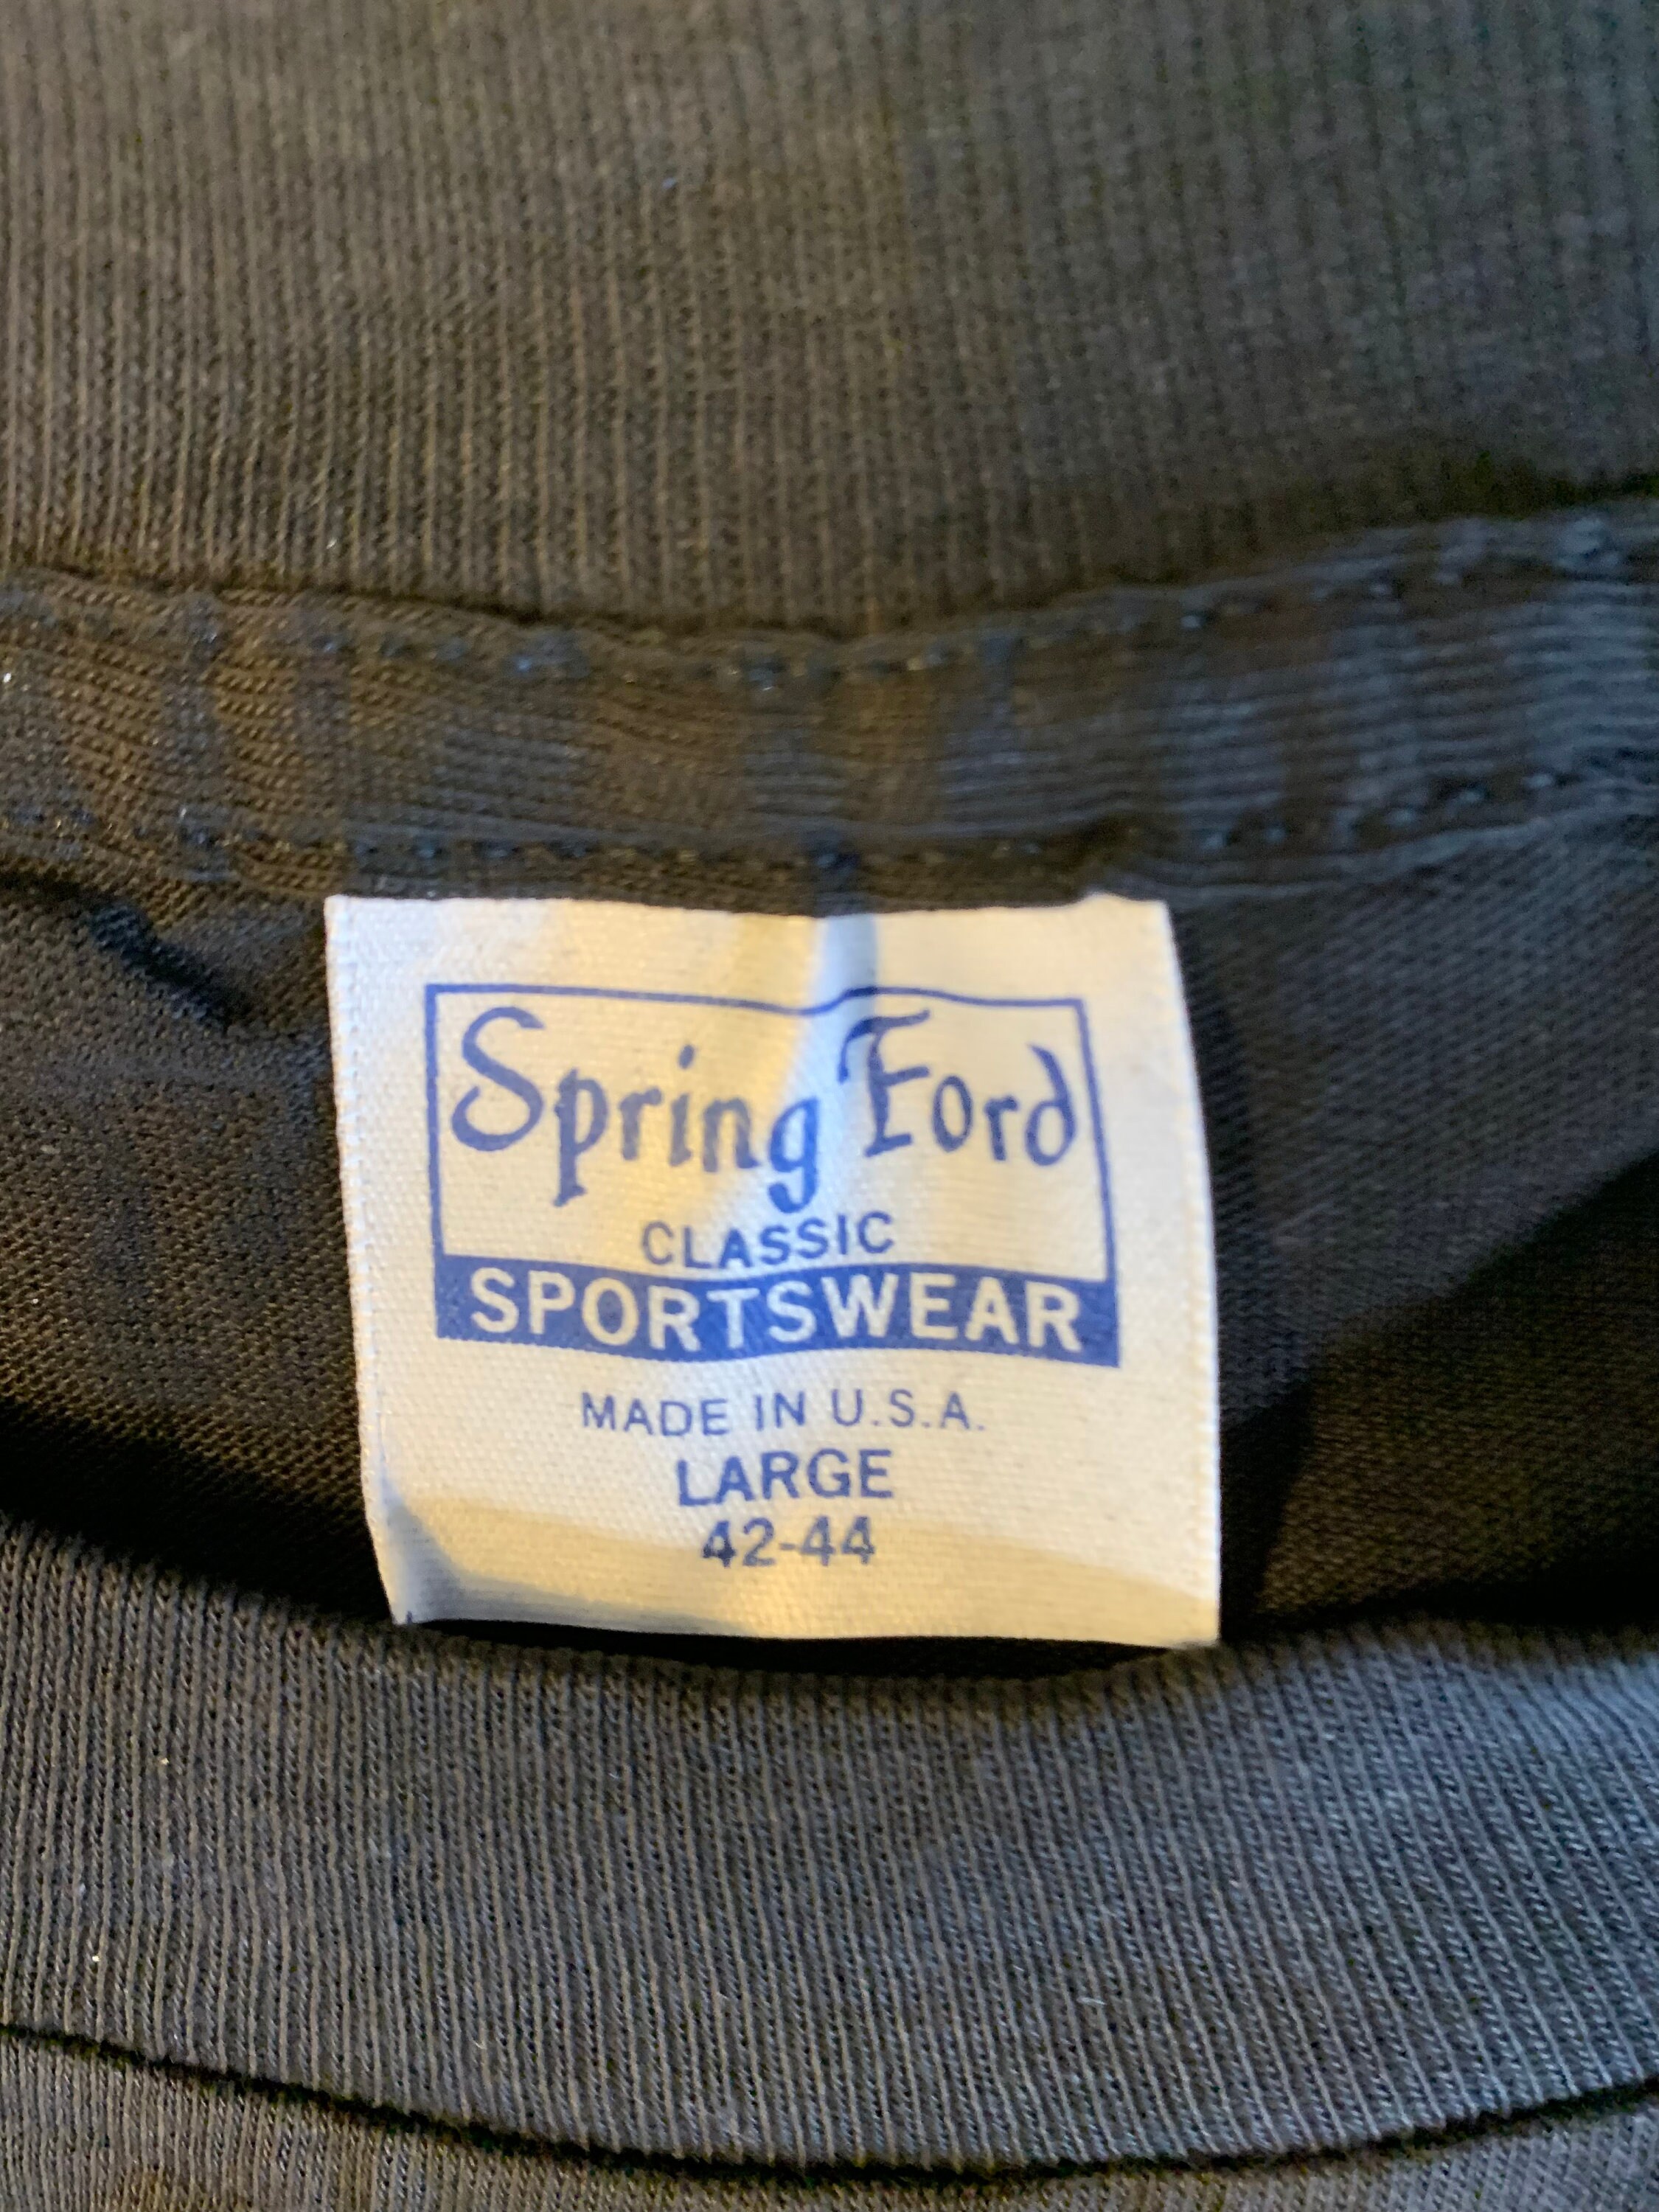 Spring Ford
CLASSIC
SPORTSWEAR
MADE IN U.S.A.
LARGE
42-44